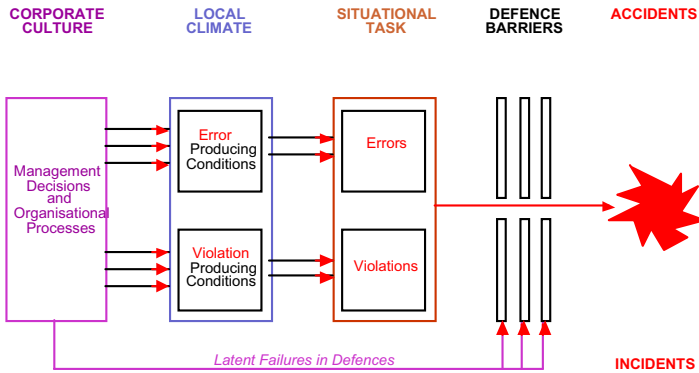 CORPORATE
CULTURE
LOCAL
CLIMATE
SITUATIONAL
TASK
DEFENCE
BARRIERS
ACCIDENTS
Management
Decisions
and
Organisational
Processes
Error
Producing
Conditions
Errors
Violation
Producing
Conditions
Violations
Latent Failures in Defences
INCIDENTS